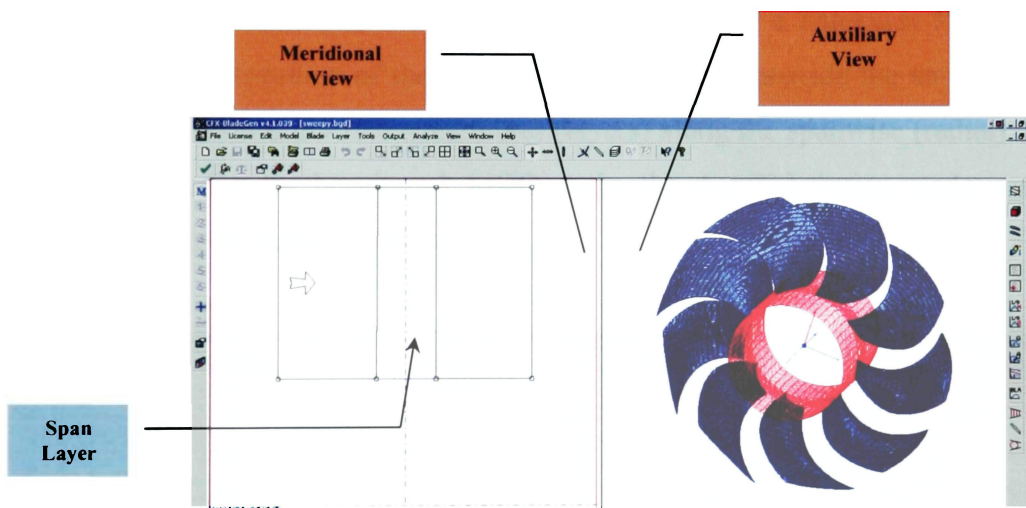 Meridional
View
Auxiliary
View
CFX-BladeGen v4.1.039 - [sweepy.bgd]
File License Edit Model Blade Layer Tools Output Analyze View Window Help
M
Span
Layer